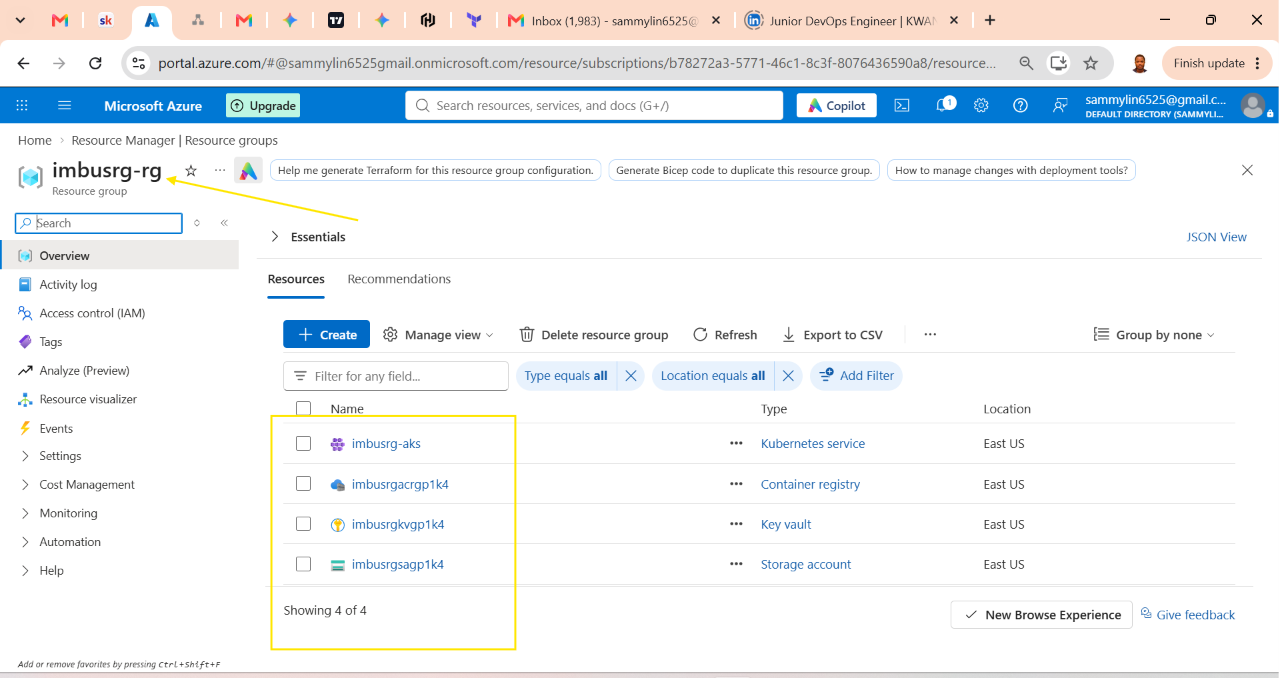 sk
Inbox (1,983) - sammylin6525@
Junior DevOps Engineer | KWAN
portal.azure.com/#@sammylin6525gmail.onmicrosoft.com/resource/subscriptions/b78272a3-5771-46c1-8c3f-8076436590a8/resource...
Finish update
Microsoft Azure
Upgrade
Search resources, services, and docs (G+/)
Copilot
1
sammylin6525@gmail.c...
DEFAULT DIRECTORY (SAMMYLI...
Home > Resource Manager | Resource groups
imbusrg-rg
Resource group
Help me generate Terraform for this resource group configuration.
Generate Bicep code to duplicate this resource group.
How to manage changes with deployment tools?
Search
Overview
Activity log
Access control (IAM)
Tags
Analyze (Preview)
Resource visualizer
Events
Settings
Cost Management
Monitoring
Automation
Help
Add or remove favorites by pressing Ctrl+Shift+F
Essentials
JSON View
Resources Recommendations
Create Manage view Delete resource group Refresh Export to CSV ... Group by none
Filter for any field... Type equals all Location equals all Add Filter
Name Type Location
imbusrg-aks ... Kubernetes service East US
imbusrgacrgp1k4 ... Container registry East US
imbusrgkvgp1k4 ... Key vault East US
imbusrgsagp1k4 ... Storage account East US
Showing 4 of 4
New Browse Experience
Give feedback